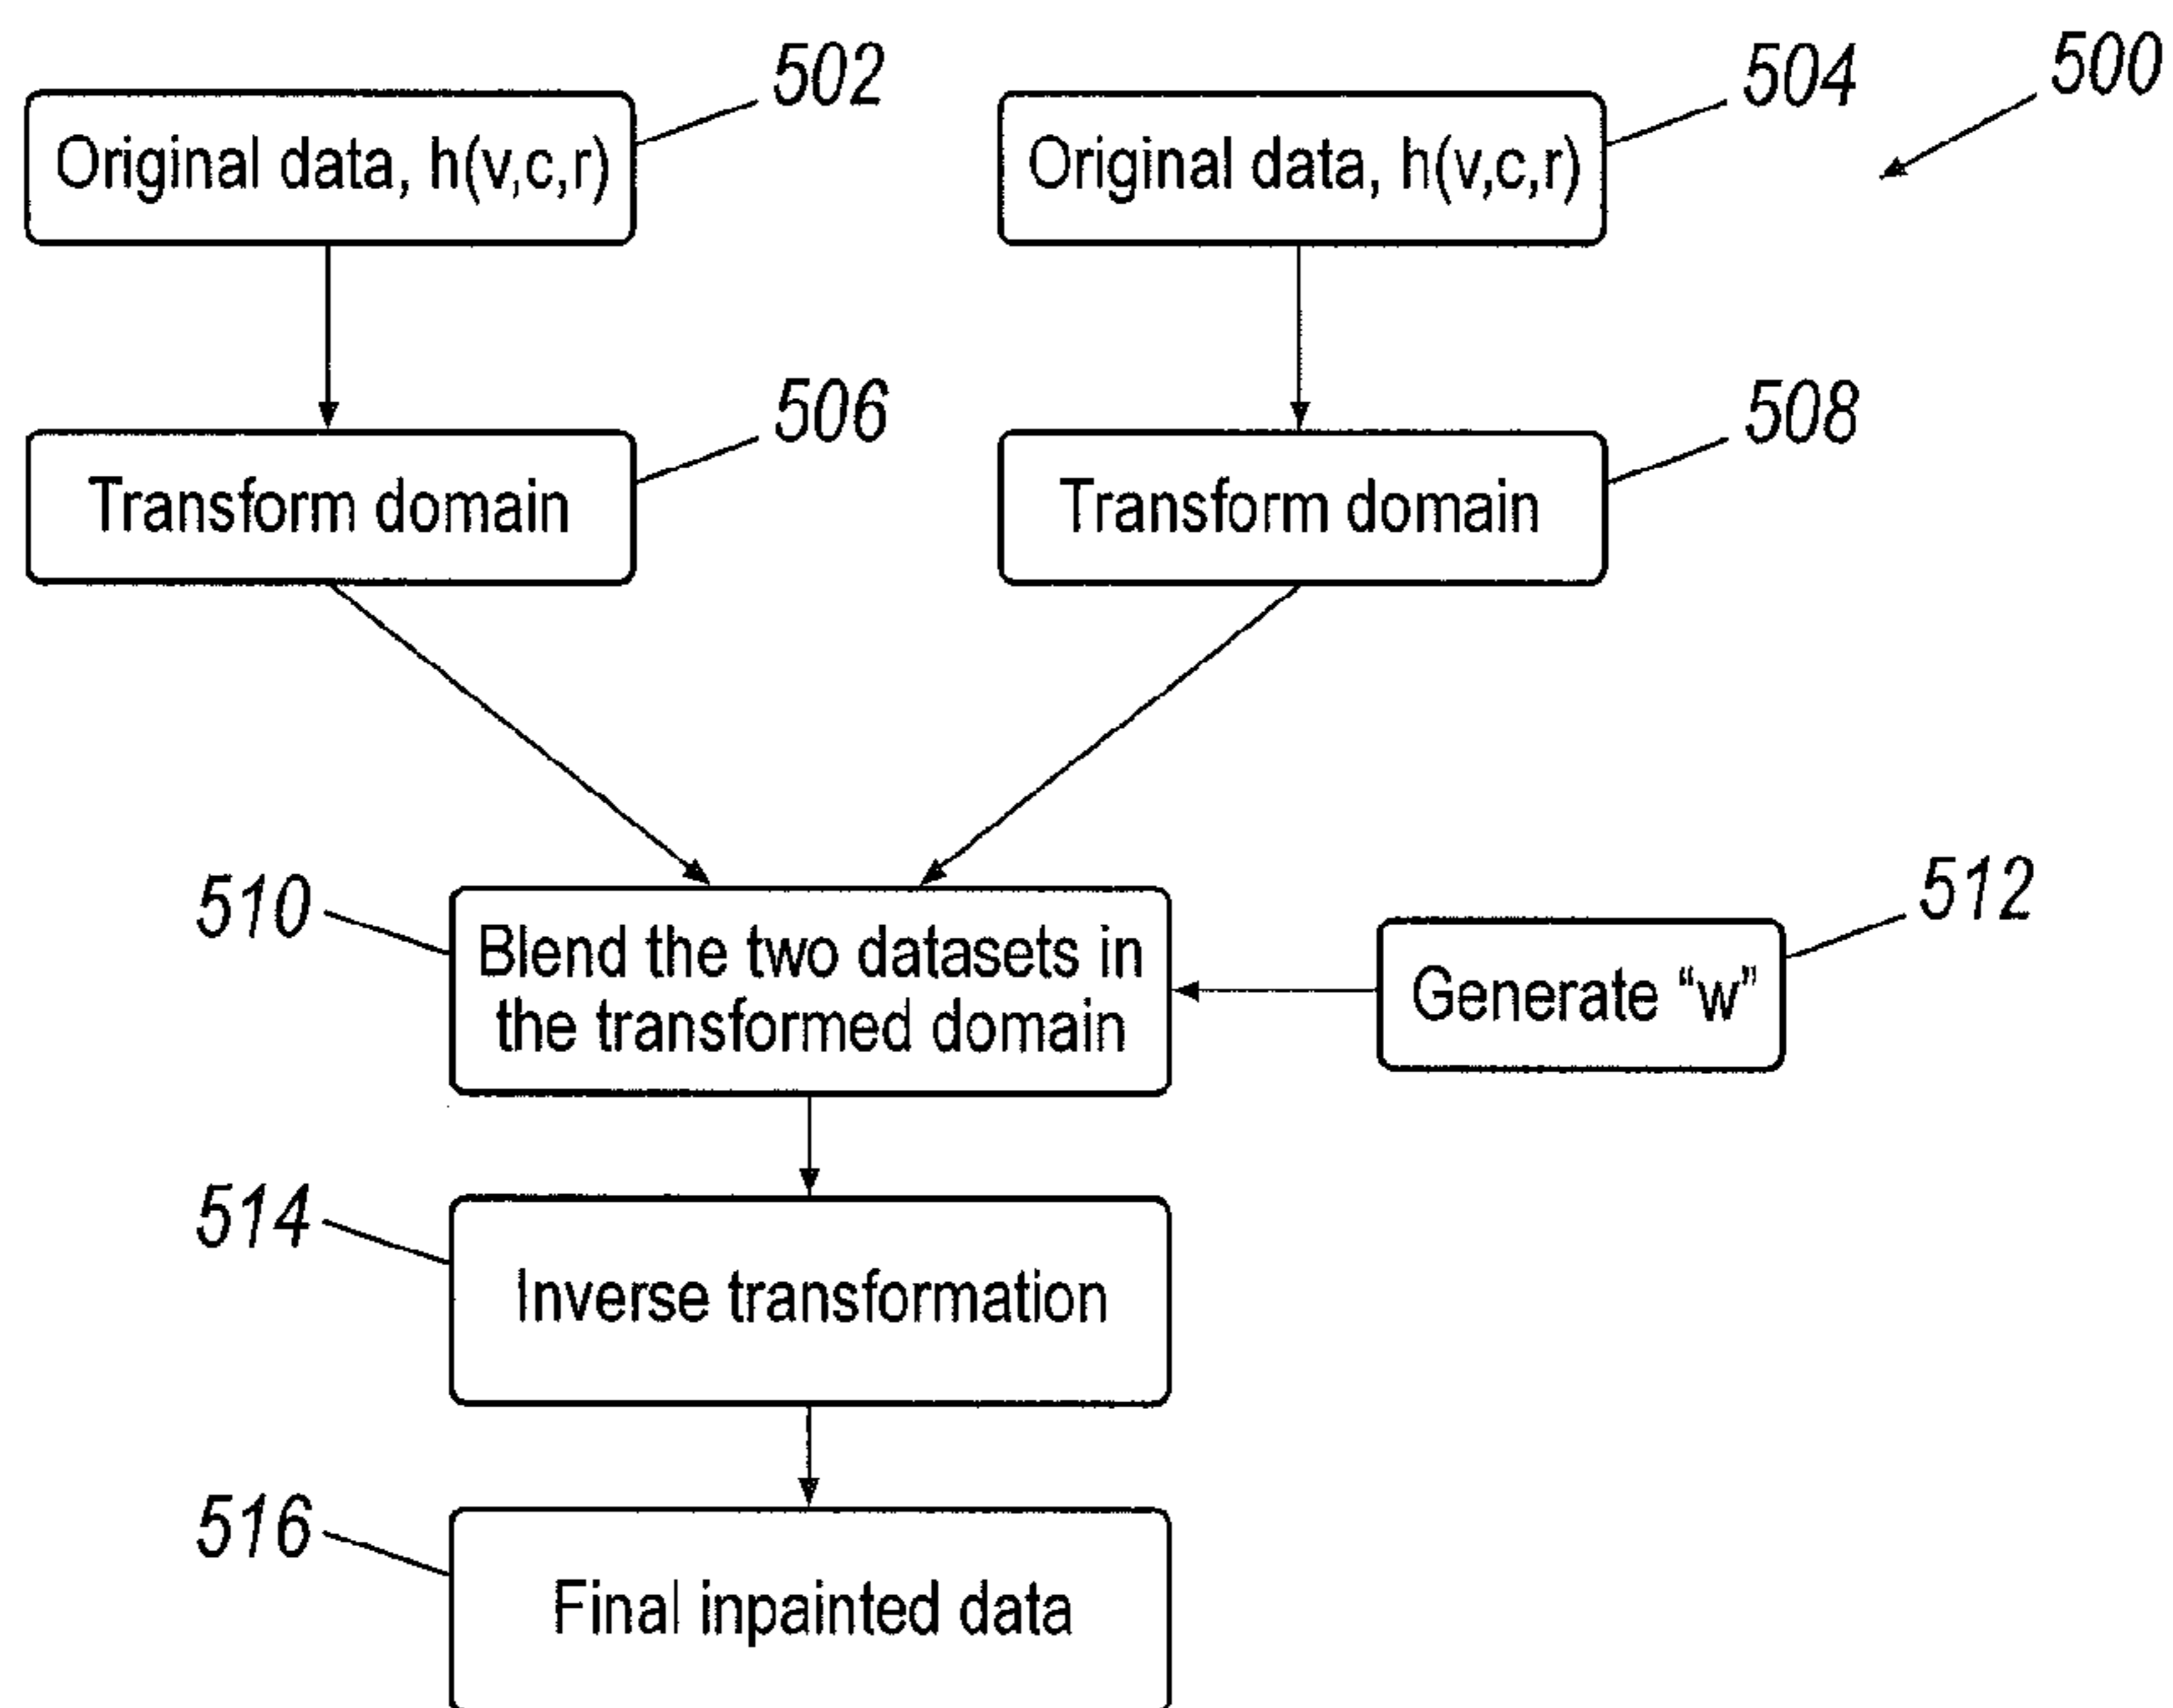 502
504
500
Original data, h(v,c,r)
Original data, h(v,c,r)
506
508
Transform domain
Transform domain
510
Blend the two datasets in
the transformed domain
512
Generate “w”
514
Inverse transformation
516
Final inpainted data